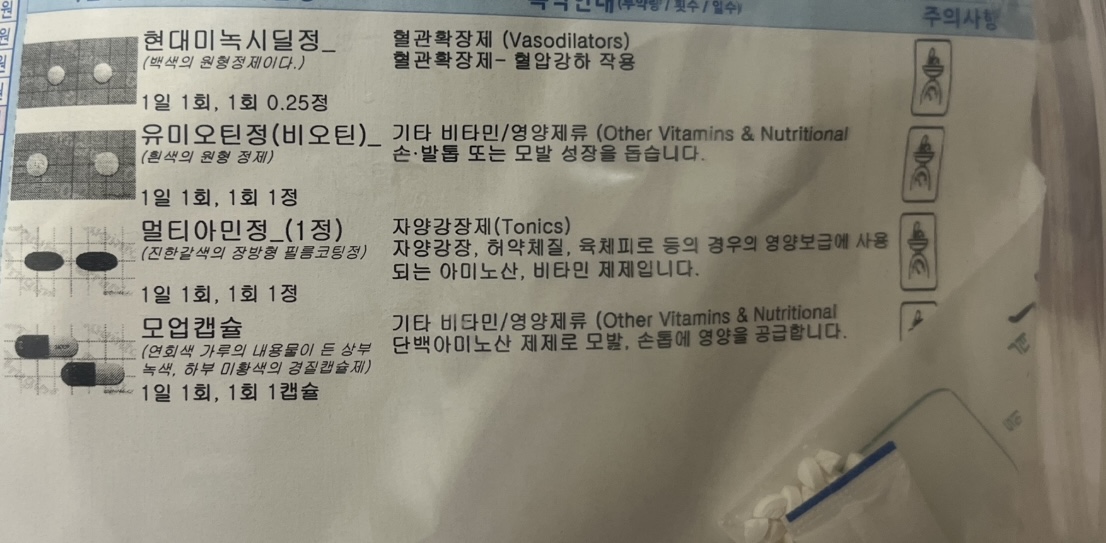 복약안내(투약량 / 횟수 / 일수)
주의사항
현대미녹시딜정_
(백색의 원형정제이다.)
1일 1회, 1회 0.25정
혈관확장제 (Vasodilators)
혈관확장제- 혈압강하 작용
유미오틴정(비오틴)_
(흰색의 원형 정제)
1일 1회, 1회 1정
기타 비타민/영양제류 (Other Vitamins & Nutritional
손·발톱 또는 모발 성장을 돕습니다.
멀티아민정_(1정)
(진한갈색의 장방형 필름코팅정)
1일 1회, 1회 1정
자양강장제(Tonics)
자양강장, 허약체질, 육체피로 등의 경우의 영양보급에 사용
되는 아미노산, 비타민 제제입니다.
모업캡슐
(연회색 가루의 내용물이 든 상부
녹색, 하부 미황색의 경질캡슐제)
1일 1회, 1회 1캡슐
기타 비타민/영양제류 (Other Vitamins & Nutritional
단백아미노산 제제로 모발, 손톱에 영양을 공급합니다.